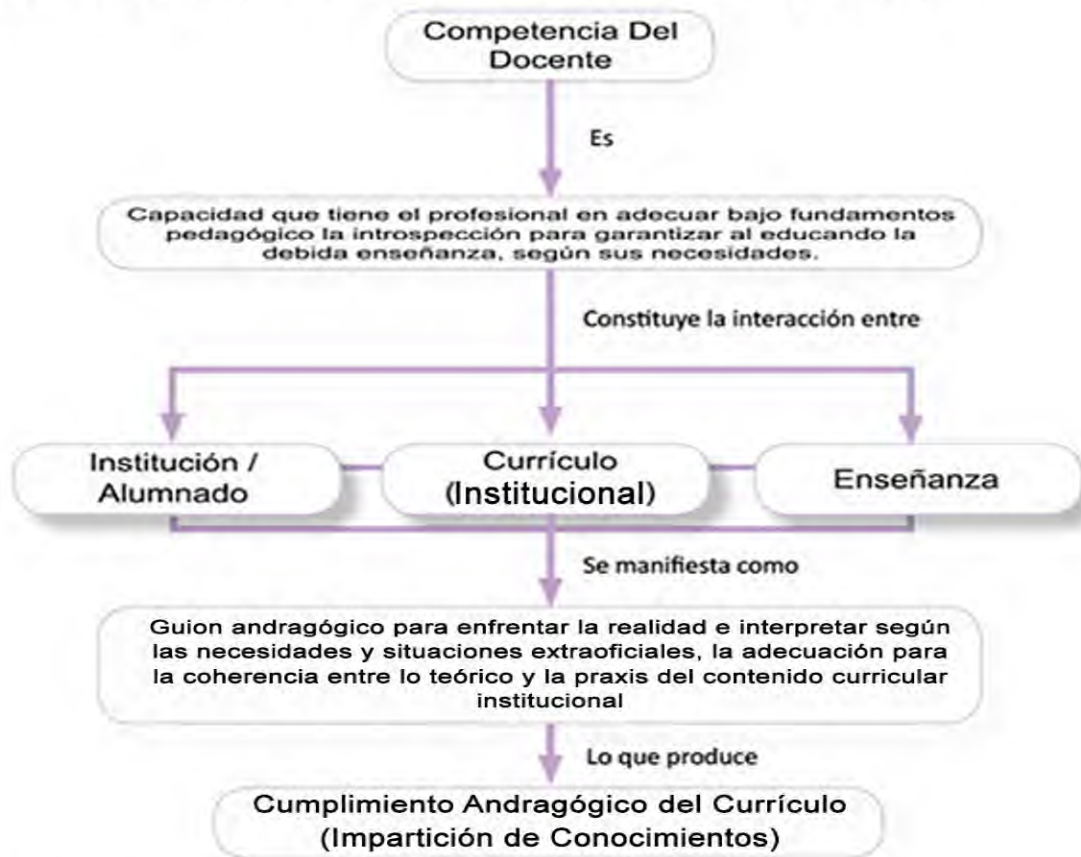 Competencia Del
Docente
Es
Capacidad que tiene el profesional en adecuar bajo fundamentos
pedagógico la introspección para garantizar al educando la
debida enseñanza, según sus necesidades.
Constituye la interacción entre
Institución /
Alumnado
Currículo
(Institucional)
Enseñanza
Se manifiesta como
Guion andragógico para enfrentar la realidad e interpretar según
las necesidades y situaciones extraoficiales, la adecuación para
la coherencia entre lo teórico y la praxis del contenido curricular
institucional
Lo que produce
Cumplimiento Andragógico del Currículo
(Impartición de Conocimientos)